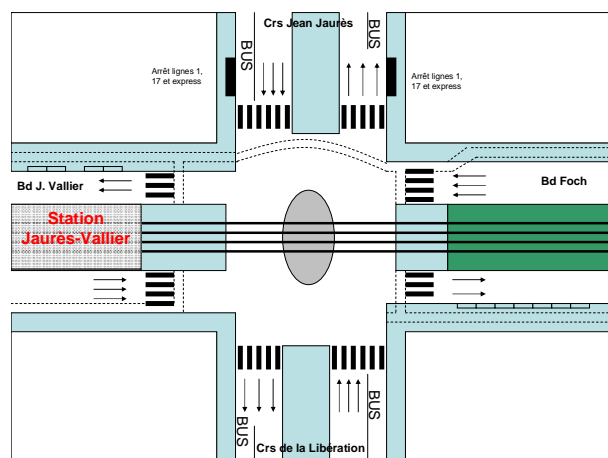 Crs Jean Jaurès
BUS
BUS
Arrêt lignes 1,
17 et express
Arrêt lignes 1,
17 et express
Bd J. Vallier
Bd Foch
Station
Jaurès-Vallier
BUS
BUS
Crs de la Libération